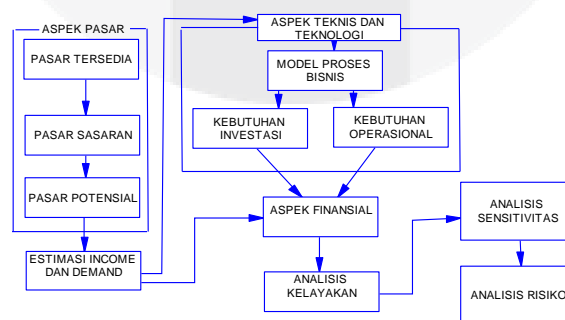 ASPEK PASAR
PASAR TERSEDIA
PASAR SASARAN
PASAR POTENSIAL
ESTIMASI INCOME
DAN DEMAND
ASPEK TEKNIS DAN
TEKNOLOGI
MODEL PROSES
BISNIS
KEBUTUHAN
INVESTASI
KEBUTUHAN
OPERASIONAL
ASPEK FINANSIAL
ANALISIS
KELAYAKAN
ANALISIS
SENSITIVITAS
ANALISIS RISIKO